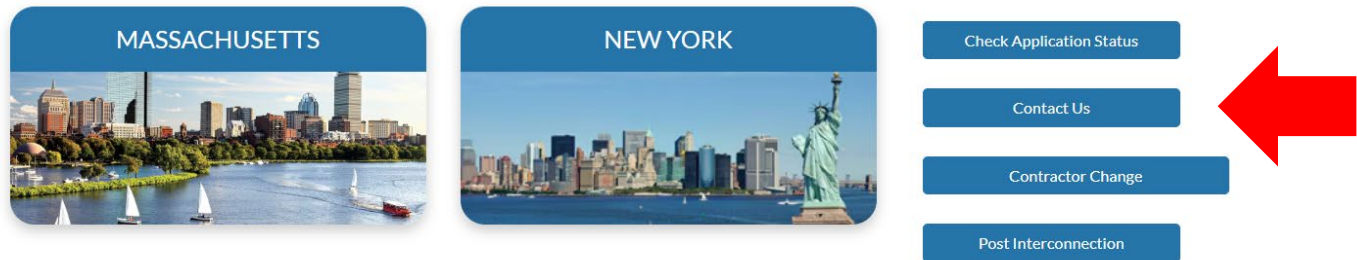 MASSACHUSETTS
NEW YORK
Check Application Status
Contact Us
Contractor Change
Post Interconnection